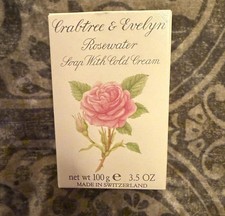 Crabtree & Evelyn
Rosewater
Soap With Cold Cream
net wt 100 g e 3.5 OZ
MADE IN SWITZERLAND